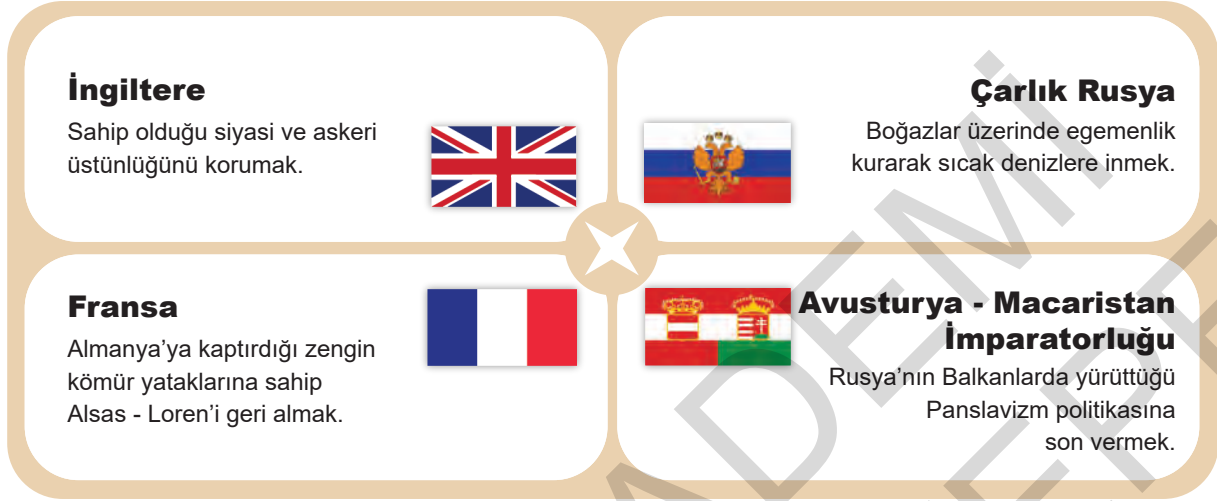 İngiltere
Sahip olduğu siyasi ve askeri
üstünlüğünü korumak.
Çarlık Rusya
Boğazlar üzerinde egemenlik
kurarak sıcak denizlere inmek.
Fransa
Almanya’ya kaptırdığı zengin
kömür yataklarına sahip
Alsas - Loren’i geri almak.
Avusturya - Macaristan
İmparatorluğu
Rusya’nın Balkanlarda yürüttüğü
Panslavizm politikasına
son vermek.